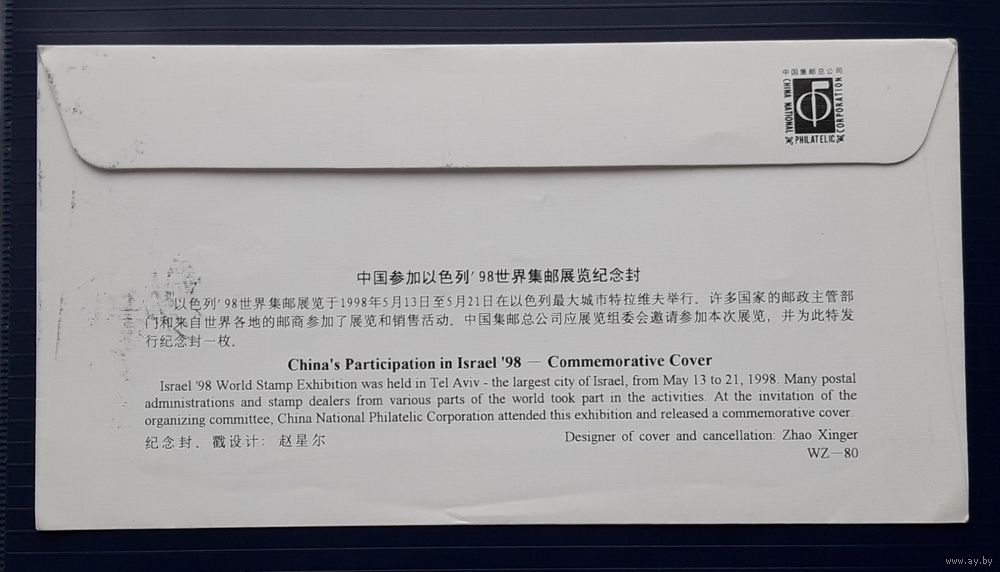 中国集邮总公司
CHINA NATIONAL
PHILATELIC
CORPORATION
中国参加以色列'98世界集邮展览纪念封
以色列'98世界集邮展览于1998年5月13日至5月21日在以色列最大城市特拉维夫举行。许多国家的邮政主管部
门和来自世界各地的邮商参加了展览和销售活动。中国集邮总公司应展览组委会邀请参加本次展览，并为此特发
行纪念封一枚。
China's Participation in Israel '98 — Commemorative Cover
Israel '98 World Stamp Exhibition was held in Tel Aviv - the largest city of Israel, from May 13 to 21, 1998. Many postal
administrations and stamp dealers from various parts of the world took part in the activities. At the invitation of the
organizing committee, China National Philatelic Corporation attended this exhibition and released a commemorative cover.
纪念封、戳设计：赵星尔
Designer of cover and cancellation: Zhao Xinger
WZ—80
www.ay.by